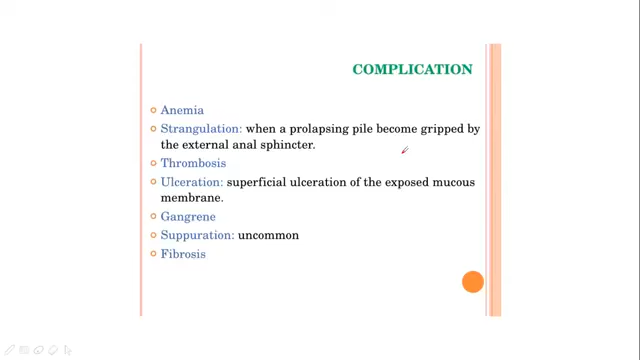 COMPLICATION
Anemia
Strangulation: when a prolapsing pile become gripped by
the external anal sphincter.
Thrombosis
Ulceration: superficial ulceration of the exposed mucous
membrane.
Gangrene
Suppuration: uncommon
Fibrosis